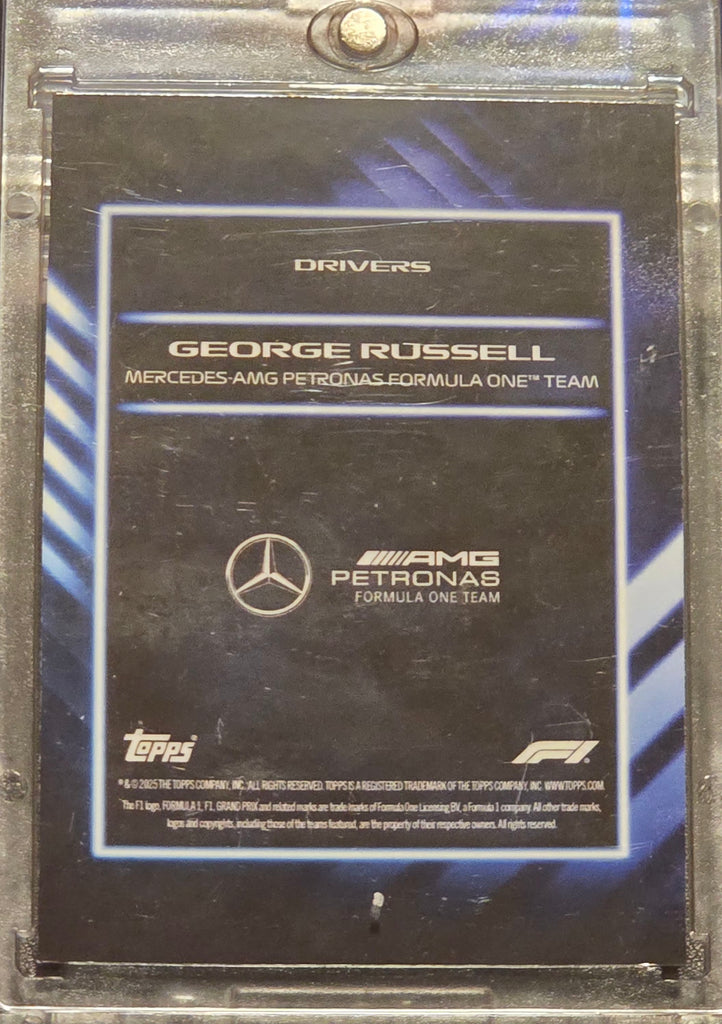 DRIVERS
GEORGE RUSSELL
MERCEDES-AMG PETRONAS FORMULA ONE™ TEAM
AMG
PETRONAS
FORMULA ONE TEAM
Topps®
F1®
® & © 2025 THE TOPPS COMPANY, INC. ALL RIGHTS RESERVED. TOPPS IS A REGISTERED TRADEMARK OF THE TOPPS COMPANY, INC. WWW.TOPPS.COM.
The F1 logo, FORMULA 1, F1, GRAND PRIX and related marks are trade marks of Formula One Licensing BV, a Formula 1 company. All other trade marks,
logos and copyrights, including those of the teams featured, are the property of their respective owners. All rights reserved.